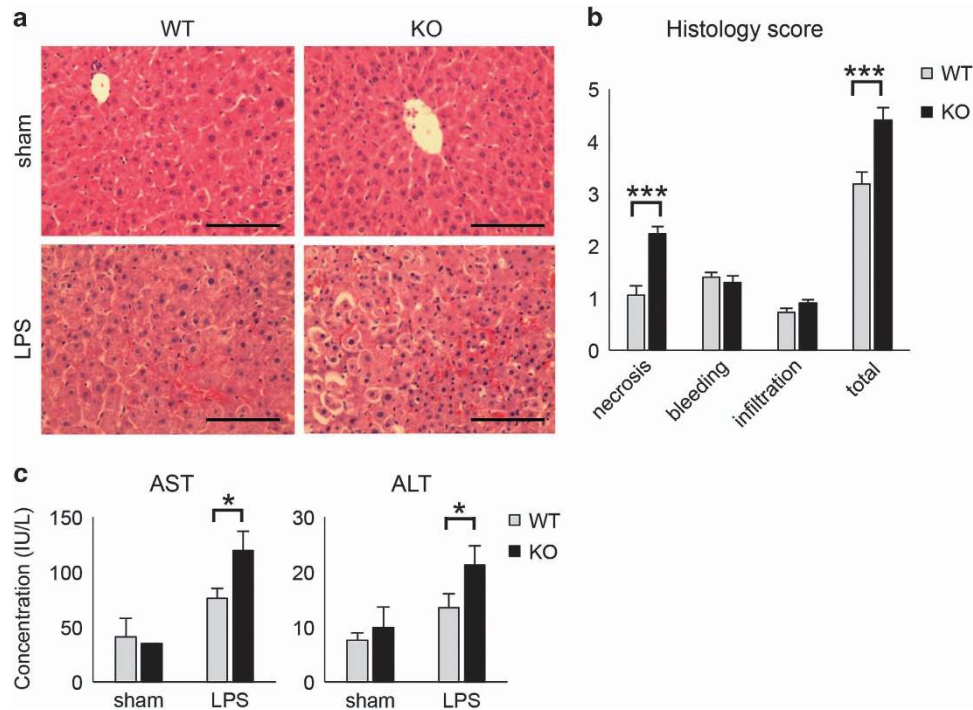 a
WT
KO
sham
LPS
b
Histology score
WT
KO
***
***
5
4
3
2
1
0
necrosis
bleeding
infiltration
total
c
AST
ALT
Concentration (IU/L)
150
100
50
0
*
sham
LPS
30
20
10
0
*
sham
LPS
WT
KO